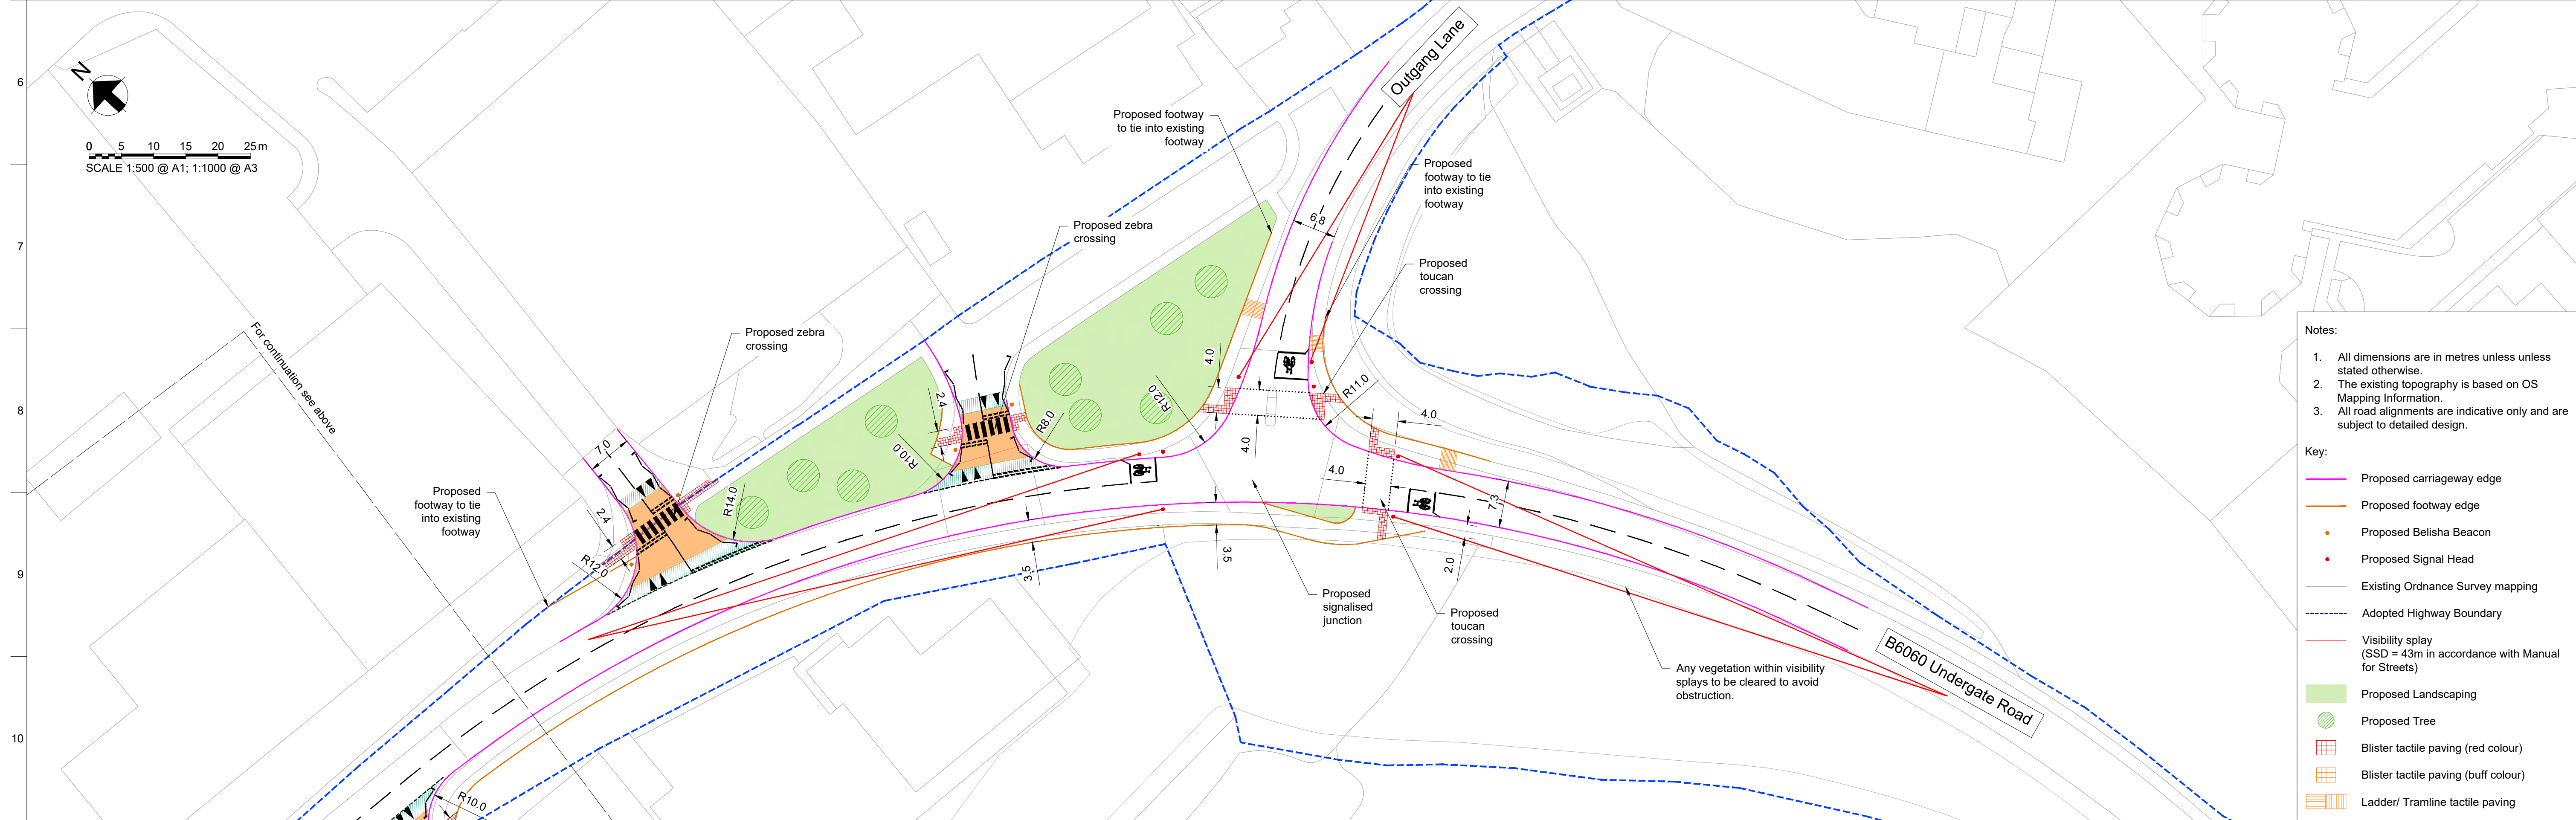 6
7
8
9
10
N
0 5 10 15 20 25 m
SCALE 1:500 @ A1; 1:1000 @ A3
For continuation see above
Outgang Lane
Proposed footway
to tie into existing
footway
Proposed
footway to tie
into existing
footway
6.8
Proposed zebra
crossing
Proposed
toucan
crossing
Proposed zebra
crossing
4.0
R12.0
R11.0
2.4
R8.0
4.0
4.0
R10.0
4.0
7.0
Proposed
footway to tie
into existing
footway
R14.0
2.4
7.3
R12.0
3.5
3.5
2.0
Proposed
signalised
junction
Proposed
toucan
crossing
B6060 Undergate Road
Any vegetation within visibility
splays to be cleared to avoid
obstruction.
R10.0
Notes:
1. All dimensions are in metres unless unless
stated otherwise.
2. The existing topography is based on OS
Mapping Information.
3. All road alignments are indicative only and are
subject to detailed design.
Key:
Proposed carriageway edge
Proposed footway edge
Proposed Belisha Beacon
Proposed Signal Head
Existing Ordnance Survey mapping
Adopted Highway Boundary
Visibility splay
(SSD = 43m in accordance with Manual
for Streets)
Proposed Landscaping
Proposed Tree
Blister tactile paving (red colour)
Blister tactile paving (buff colour)
Ladder/ Tramline tactile paving